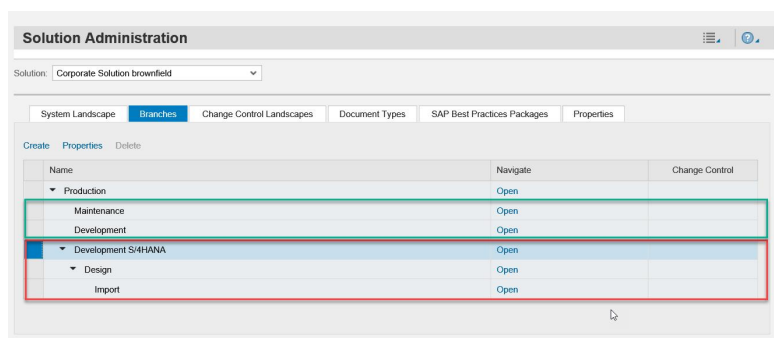 Solution Administration
Solution: Corporate Solution brownfield
System Landscape Branches Change Control Landscapes Document Types SAP Best Practices Packages Properties
Create Properties Delete
Name Navigate Change Control
Production Open
Maintenance Open
Development Open
Development S/4HANA Open
Design Open
Import Open